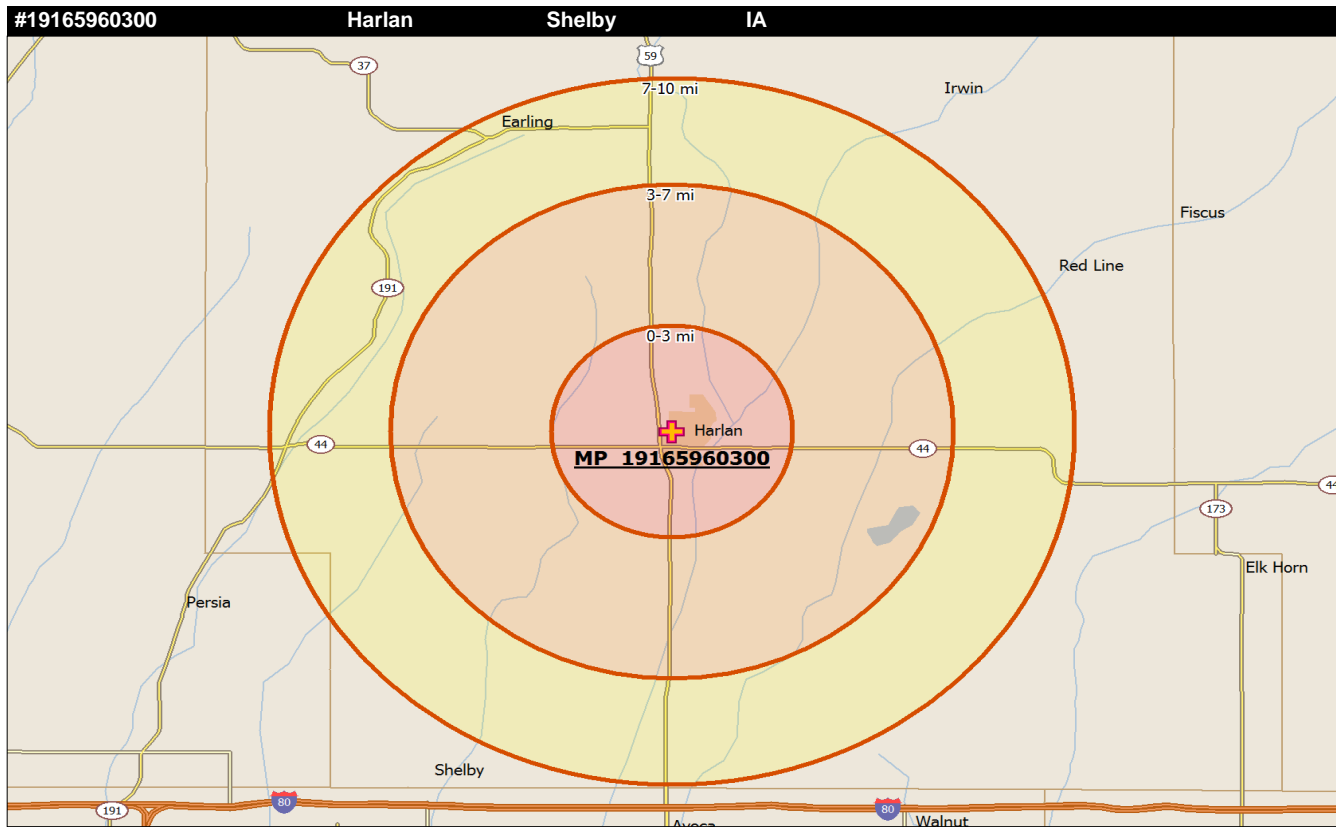 #19165960300 Harlan Shelby IA
59
37
7-10 mi
Irwin
Earling
3-7 mi
Fiscus
Red Line
191
0-3 mi
Harlan
44
44
MP 19165960300
44
173
Elk Horn
Persia
Shelby
80
80
191
Avoca
Walnut